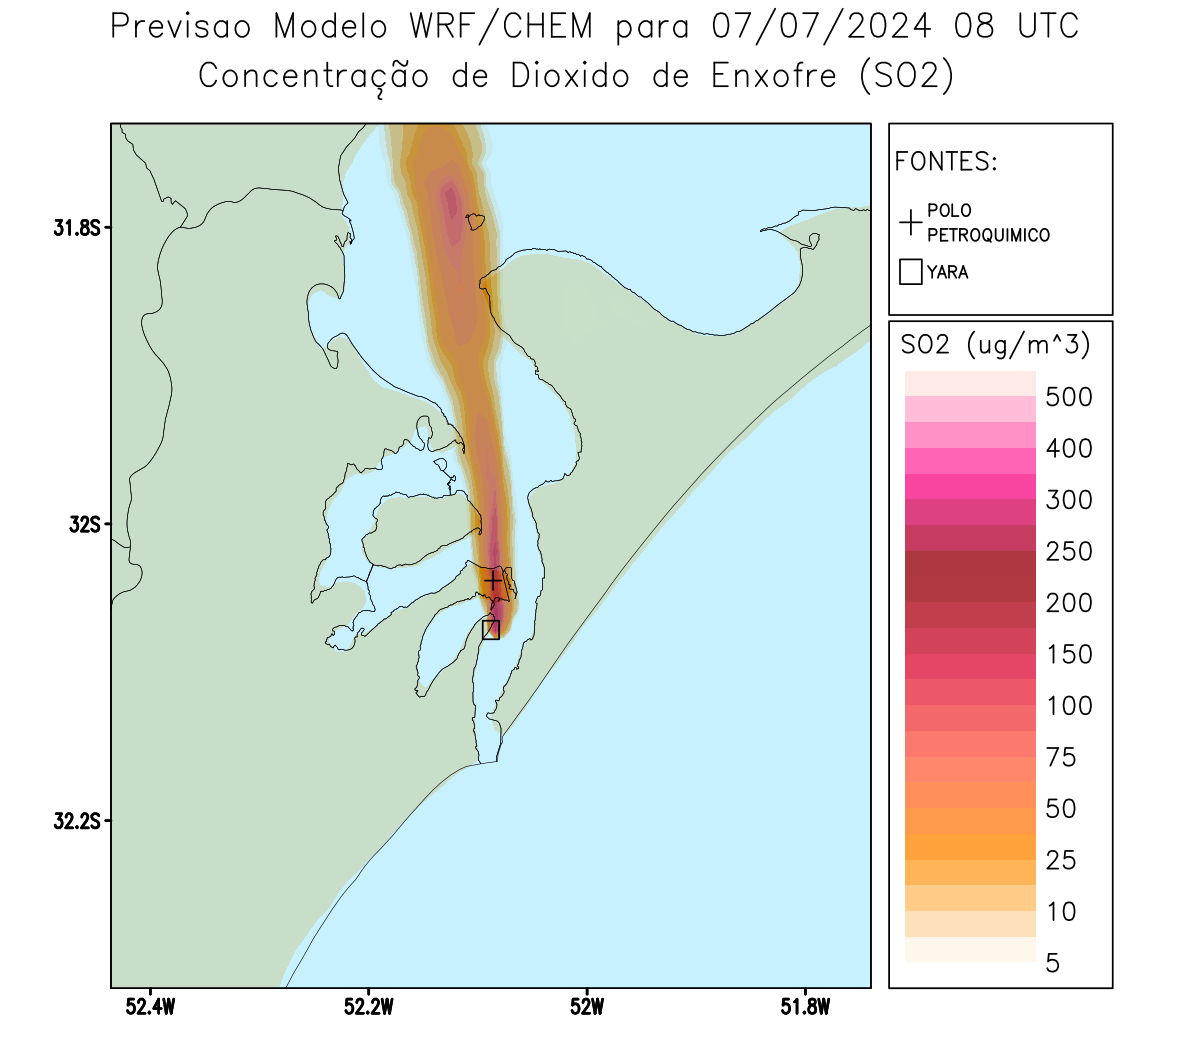 Previsao Modelo WRF/CHEM para 07/07/2024 08 UTC
Concentração de Dioxido de Enxofre (SO2)
FONTES:
POLO
PETROQUIMICO
YARA
SO2 (ug/m^3)
500
400
300
250
200
150
100
75
50
25
10
5
31.8S
32S
32.2S
52.4W
52.2W
52W
51.8W